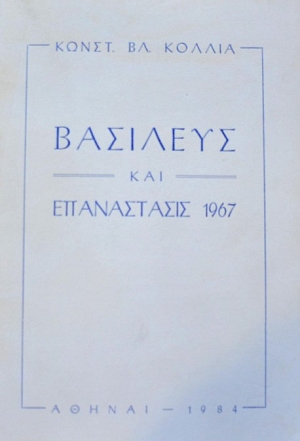 ΚΩΝΣΤ. ΒΛ. ΚΟΛΛΙΑ
ΒΑΣΙΛΕΥΣ
ΚΑΙ
ΕΠΑΝΑΣΤΑΣΙΣ 1967
ΑΘΗΝΑΙ — 1984